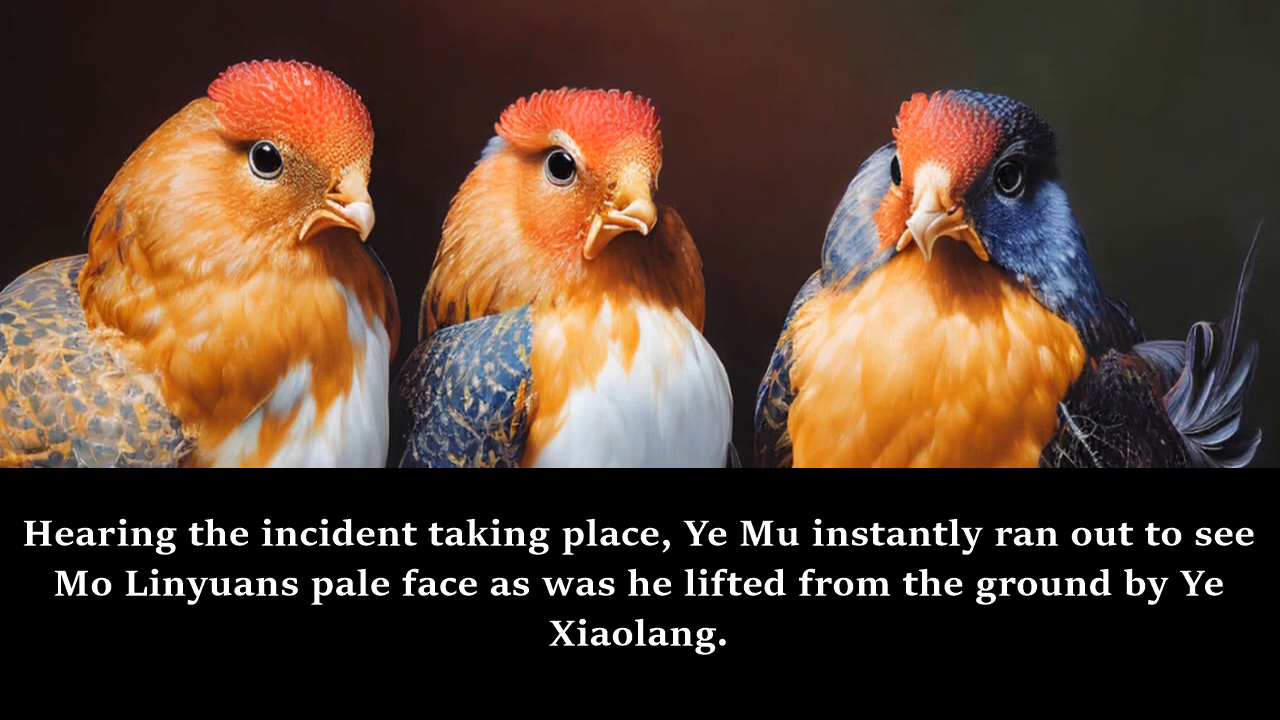 Hearing the incident taking place, Ye Mu instantly ran out to see
Mo Linyuans pale face as was he lifted from the ground by Ye
Xiaolang.